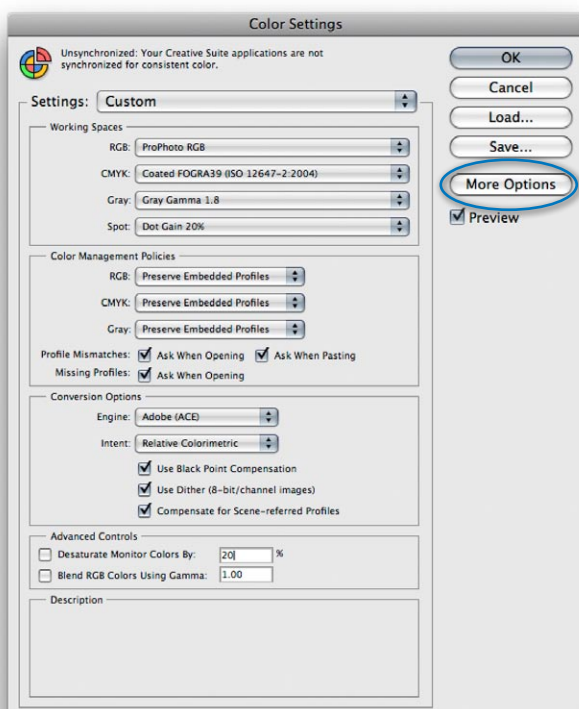 Color Settings
Unsynchronized: Your Creative Suite applications are not
synchronized for consistent color.
Settings: Custom
Working Spaces
RGB: ProPhoto RGB
CMYK: Coated FOGRA39 (ISO 12647-2:2004)
Gray: Gray Gamma 1.8
Spot: Dot Gain 20%
Color Management Policies
RGB: Preserve Embedded Profiles
CMYK: Preserve Embedded Profiles
Gray: Preserve Embedded Profiles
Profile Mismatches: Ask When Opening Ask When Pasting
Missing Profiles: Ask When Opening
Conversion Options
Engine: Adobe (ACE)
Intent: Relative Colorimetric
Use Black Point Compensation
Use Dither (8-bit/channel images)
Compensate for Scene-referred Profiles
Advanced Controls
Desaturate Monitor Colors By: 20 %
Blend RGB Colors Using Gamma: 1.00
Description
OK
Cancel
Load...
Save...
More Options
Preview